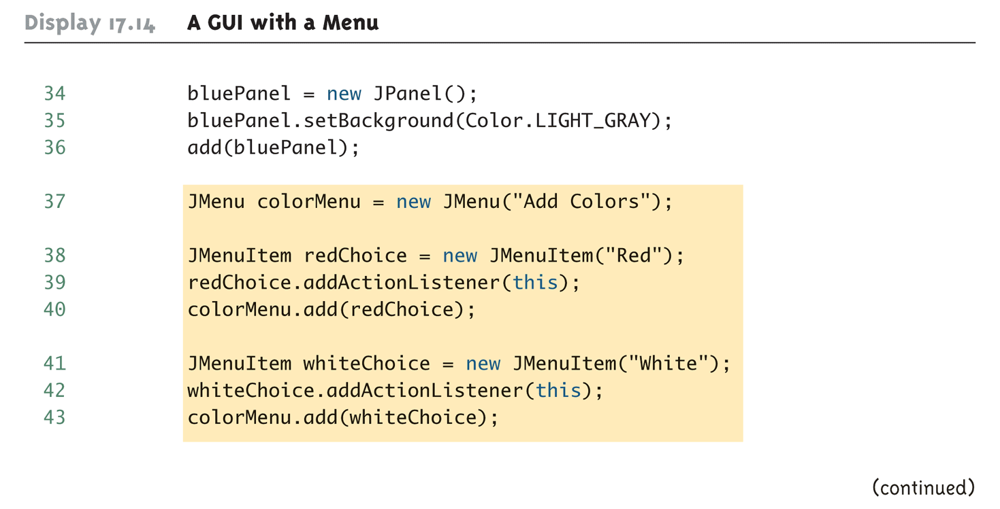 Display 17.14 A GUI with a Menu
34 bluePanel = new JPanel();
35 bluePanel.setBackground(Color.LIGHT_GRAY);
36 add(bluePanel);
37 JMenu colorMenu = new JMenu("Add Colors");
38 JMenuItem redChoice = new JMenuItem("Red");
39 redChoice.addActionListener(this);
40 colorMenu.add(redChoice);
41 JMenuItem whiteChoice = new JMenuItem("White");
42 whiteChoice.addActionListener(this);
43 colorMenu.add(whiteChoice);
(continued)